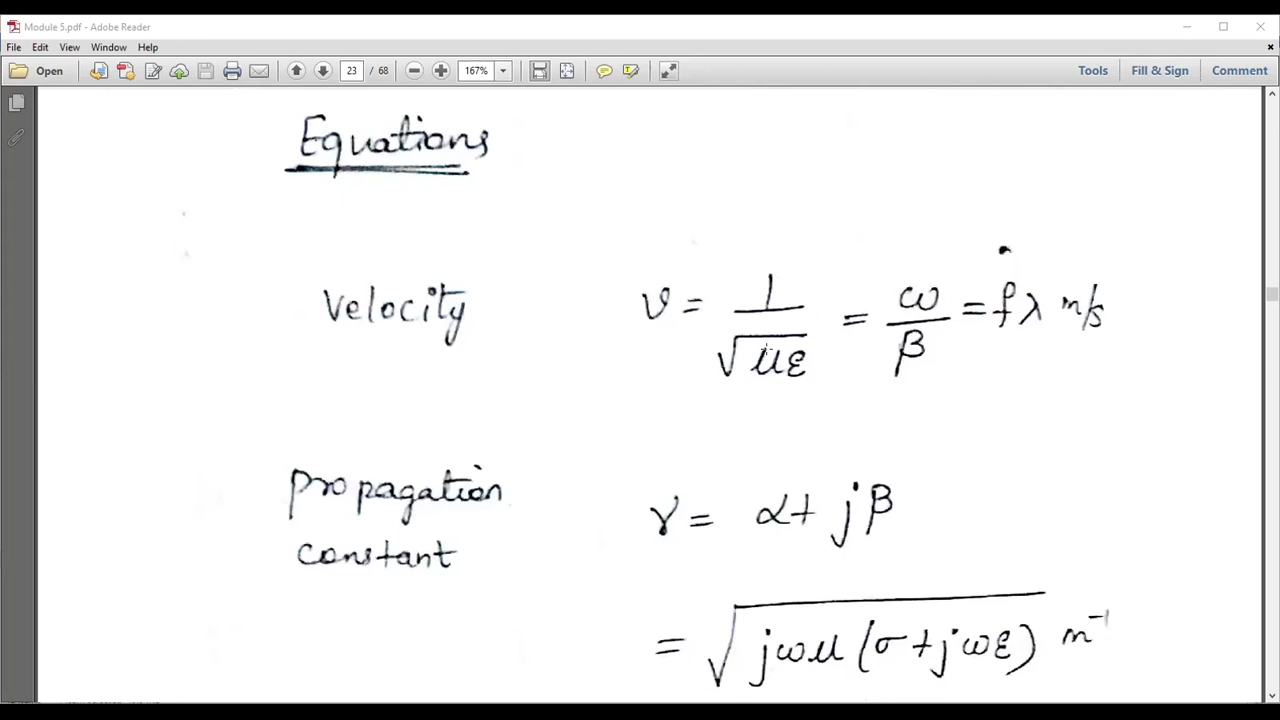 Module 5.pdf - Adobe Reader
File Edit View Window Help
Open 23 / 68 167% Tools Fill & Sign Comment
Equations
Velocity v = 1/√με = ω/β = fλ m/s
propagation γ = α + jβ
constant
= √jωμ(σ+jωε) m⁻¹